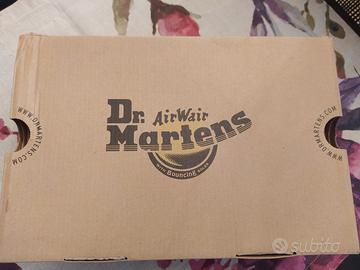 Dr. AirWair
Martens
WITH Bouncing SOLES
WWW.DRMARTENS.COM
WWW.DRMARTENS.COM
subito